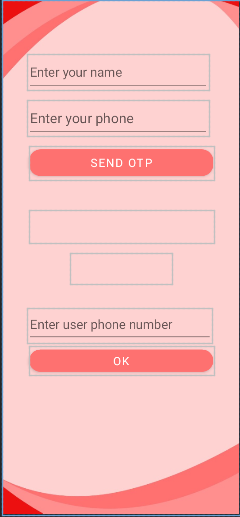 Enter your name
Enter your phone
SEND OTP
Enter user phone number
OK